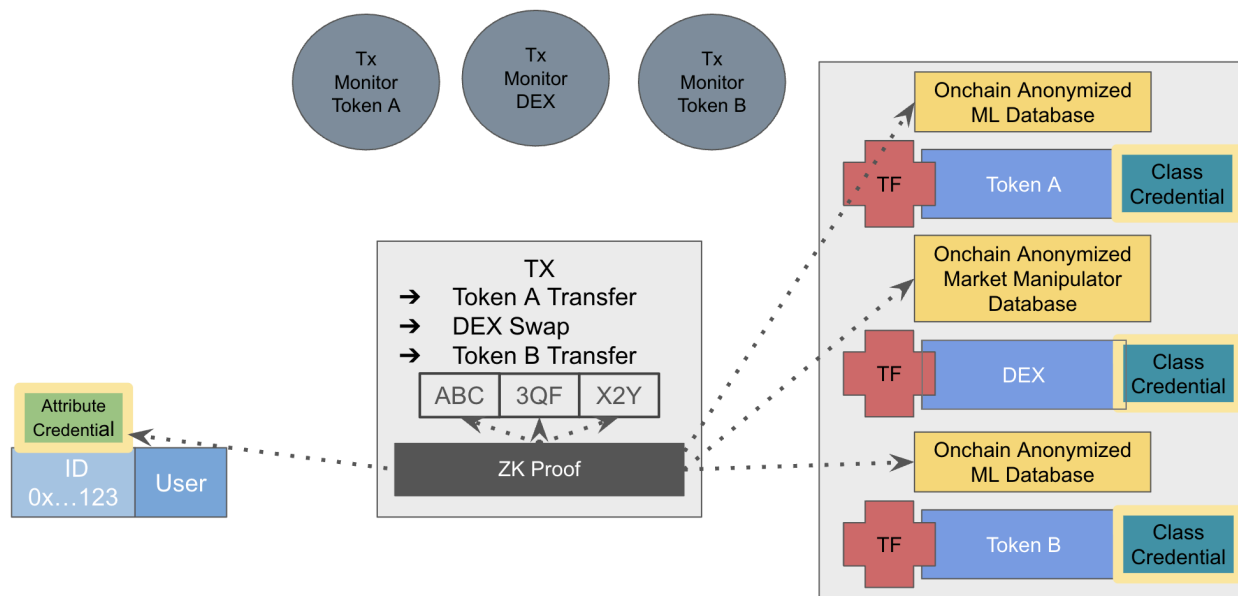 Tx
Monitor
Token A
Tx
Monitor
DEX
Tx
Monitor
Token B
Onchain Anonymized
ML Database
TF
Token A
Class
Credential
Onchain Anonymized
Market Manipulator
Database
TF
DEX
Class
Credential
Onchain Anonymized
ML Database
TF
Token B
Class
Credential
TX
➔ Token A Transfer
➔ DEX Swap
➔ Token B Transfer
ABC 3QF X2Y
ZK Proof
Attribute
Credential
ID
0x…123
User